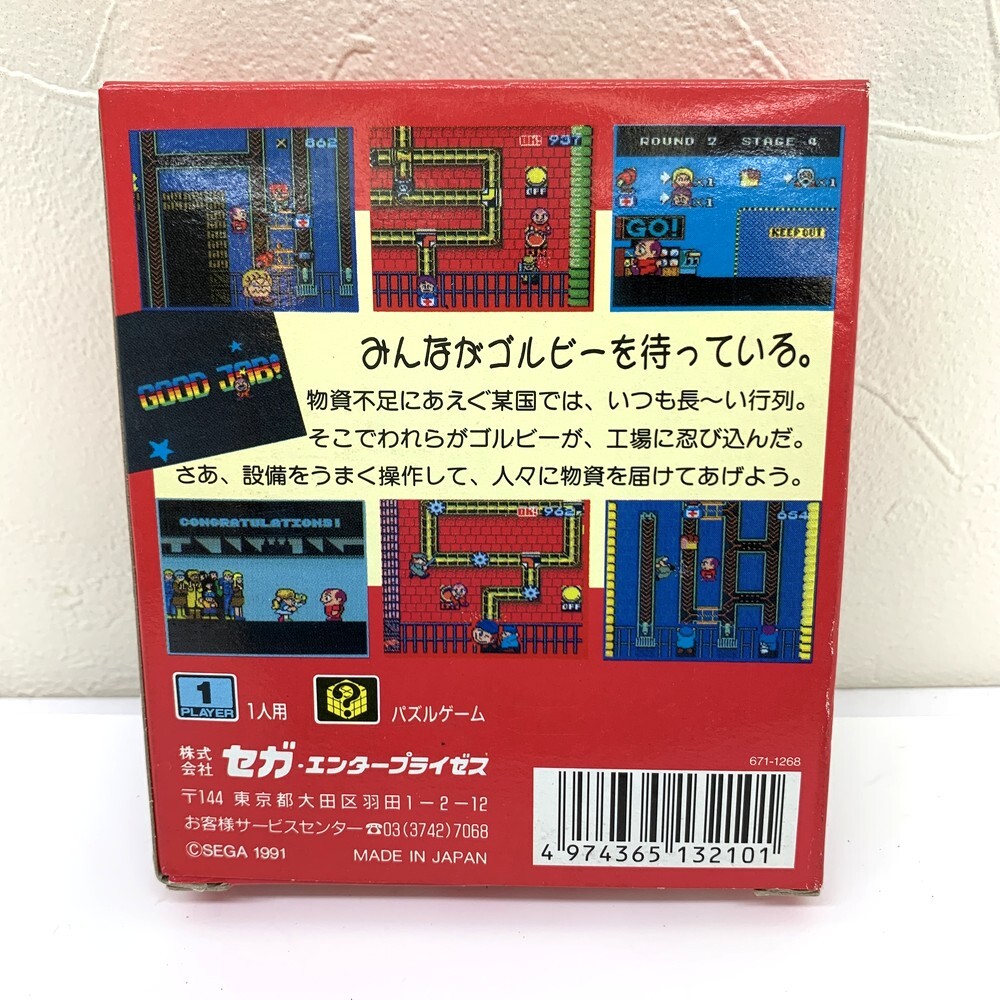 × 862
OK! 937
OFF
ROUND 2 STAGE 4
×1 ×1
×1
GO!
KEEP OUT
GOOD JOB!
みんながゴルビーを待っている。
物資不足にあえぐ某国では、いつも長〜い行列。
そこでわれらがゴルビーが、工場に忍び込んだ。
さあ、設備をうまく操作して、人々に物資を届けてあげよう。
CONGRATULATIONS!
OK! 962
OFF
654
1
PLAYER
1人用
?
パズルゲーム
株式会社 セガ・エンタープライゼス
〒144 東京都大田区羽田1-2-12
お客様サービスセンター☎03(3742)7068
©SEGA 1991 MADE IN JAPAN
671-1268
4 974365 132101